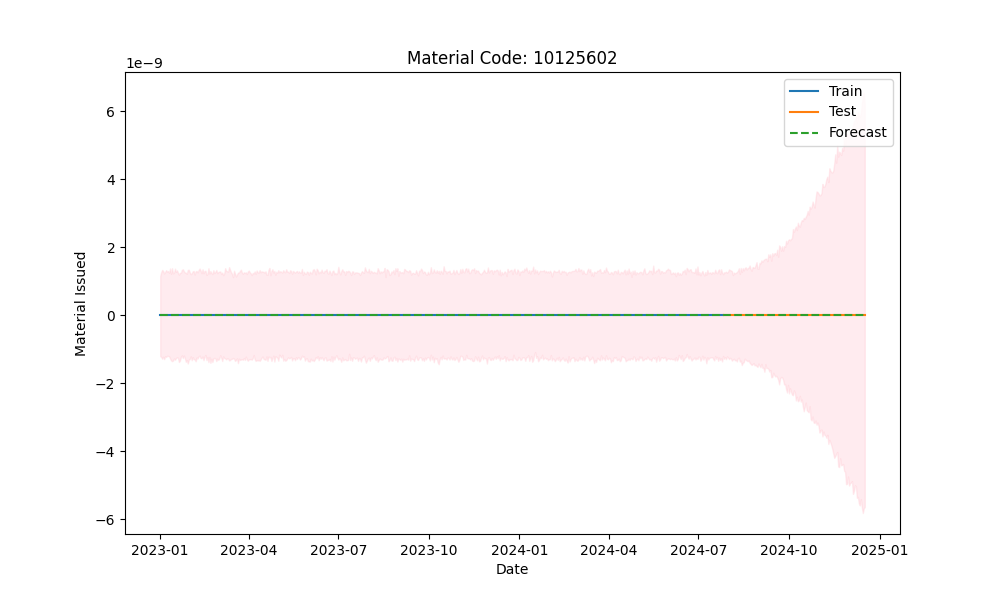 Material Code: 10125602
1e−9
Train
Test
Forecast
6
4
2
0
−2
−4
−6
Material Issued
2023-01 2023-04 2023-07 2023-10 2024-01 2024-04 2024-07 2024-10 2025-01
Date